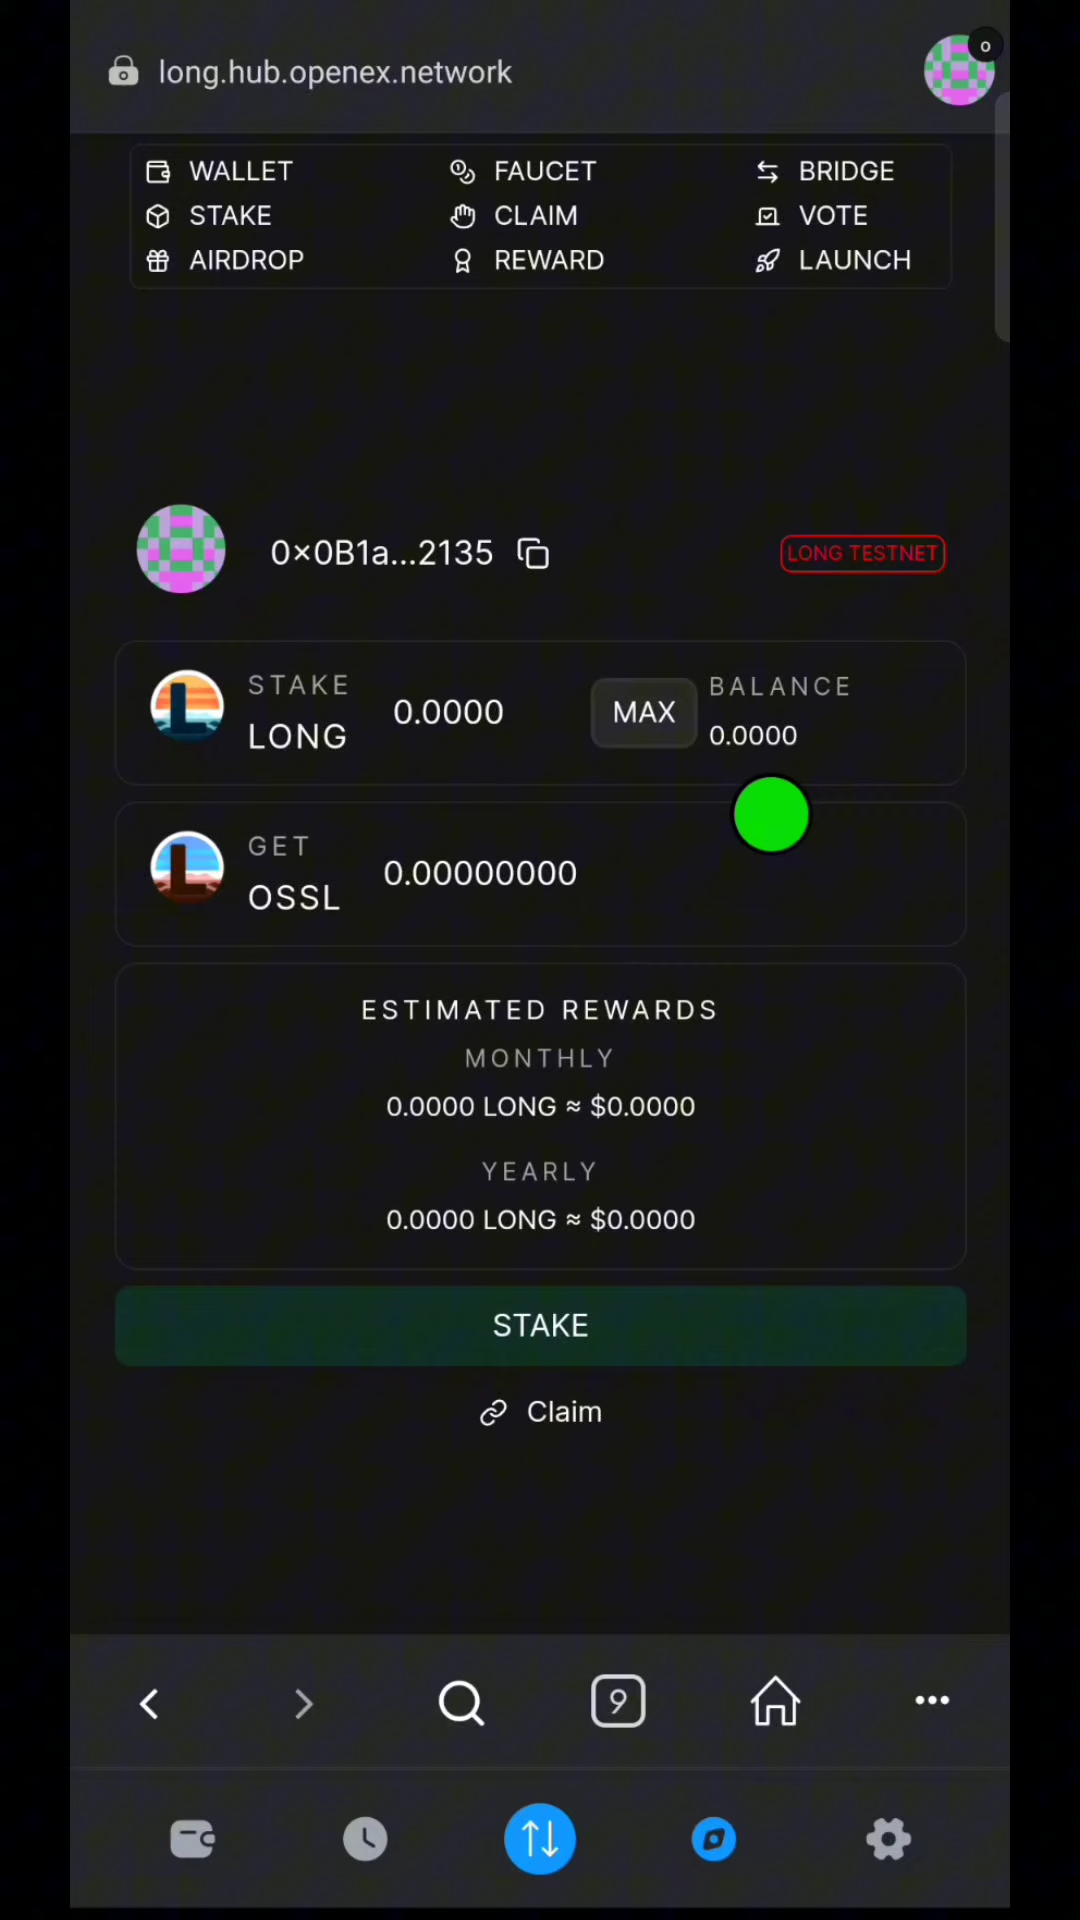 long.hub.openex.network
0
WALLET FAUCET BRIDGE
STAKE CLAIM VOTE
AIRDROP REWARD LAUNCH
0×0B1a...2135
LONG TESTNET
STAKE
LONG
0.0000
MAX
BALANCE
0.0000
GET
OSSL
0.00000000
ESTIMATED REWARDS
MONTHLY
0.0000 LONG ≈ $0.0000
YEARLY
0.0000 LONG ≈ $0.0000
STAKE
Claim
9